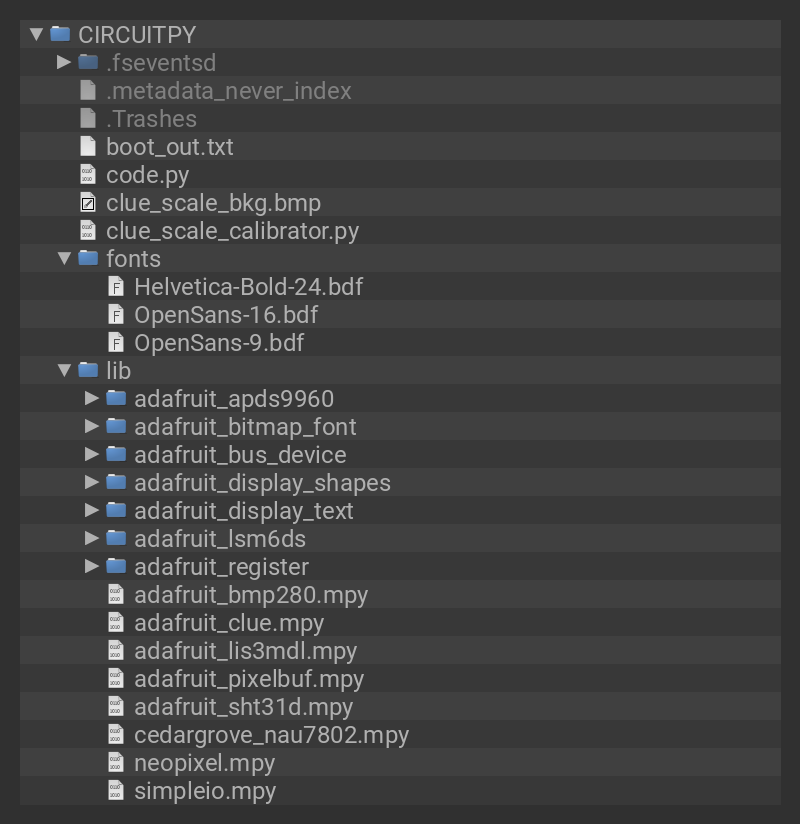 CIRCUITPY
.fseventsd
.metadata_never_index
.Trashes
boot_out.txt
code.py
clue_scale_bkg.bmp
clue_scale_calibrator.py
fonts
Helvetica-Bold-24.bdf
OpenSans-16.bdf
OpenSans-9.bdf
lib
adafruit_apds9960
adafruit_bitmap_font
adafruit_bus_device
adafruit_display_shapes
adafruit_display_text
adafruit_lsm6ds
adafruit_register
adafruit_bmp280.mpy
adafruit_clue.mpy
adafruit_lis3mdl.mpy
adafruit_pixelbuf.mpy
adafruit_sht31d.mpy
cedargrove_nau7802.mpy
neopixel.mpy
simpleio.mpy